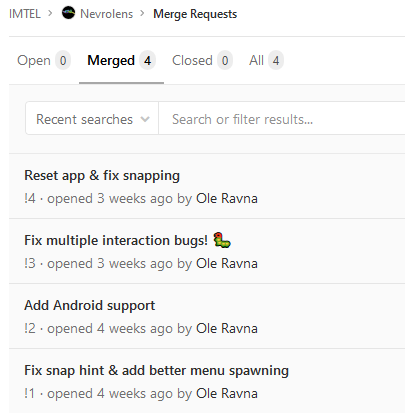 IMTEL > Nevrolens > Merge Requests
Open 0 Merged 4 Closed 0 All 4
Recent searches Search or filter results...
Reset app & fix snapping
!4 · opened 3 weeks ago by Ole Ravna
Fix multiple interaction bugs! 🐛
!3 · opened 3 weeks ago by Ole Ravna
Add Android support
!2 · opened 4 weeks ago by Ole Ravna
Fix snap hint & add better menu spawning
!1 · opened 4 weeks ago by Ole Ravna